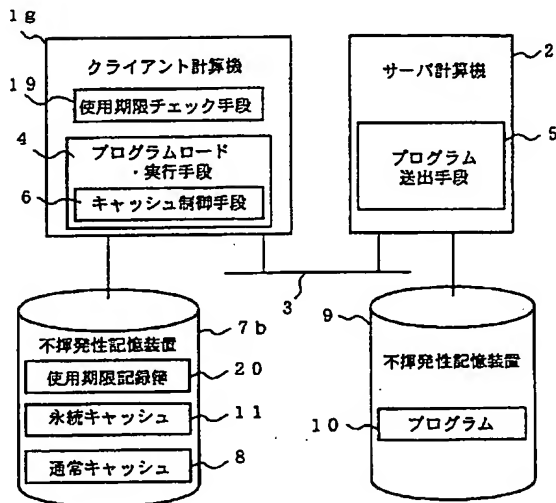 1g
クライアント計算機
19
使用期限チェック手段
4
プログラムロード
・実行手段
6
キャッシュ制御手段
2
サーバ計算機
5
プログラム
送出手段
3
7b
不揮発性記憶装置
使用期限記録簿
20
永続キャッシュ
11
通常キャッシュ
8
9
不揮発性記憶装置
10
プログラム